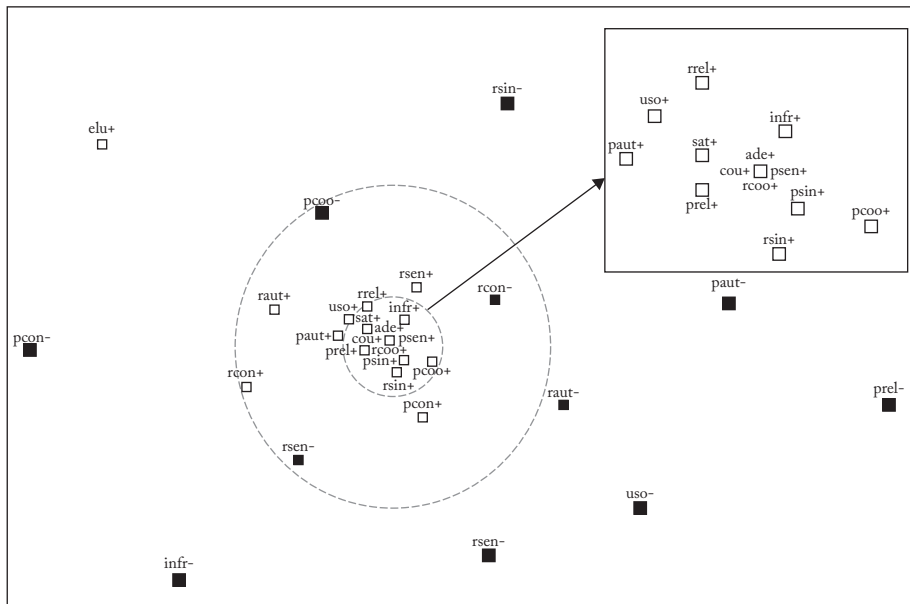 rsin−
rrel+
elu+
uso+
infr+
paut+
sat+
ade+
cou+ psen+
rcoo+
psin+
prel+
pcoo+
rsin+
pcoo−
rsen+
paut−
rrel+
rcon−
raut+
uso+
infr+
sat+
paut+
ade+
pcon−
cou+
psen+
prel+
rcoo+
psin+
pcoo+
rcon+
rsin+
prel−
raut−
pcon+
rsen−
uso−
rsen−
infr−